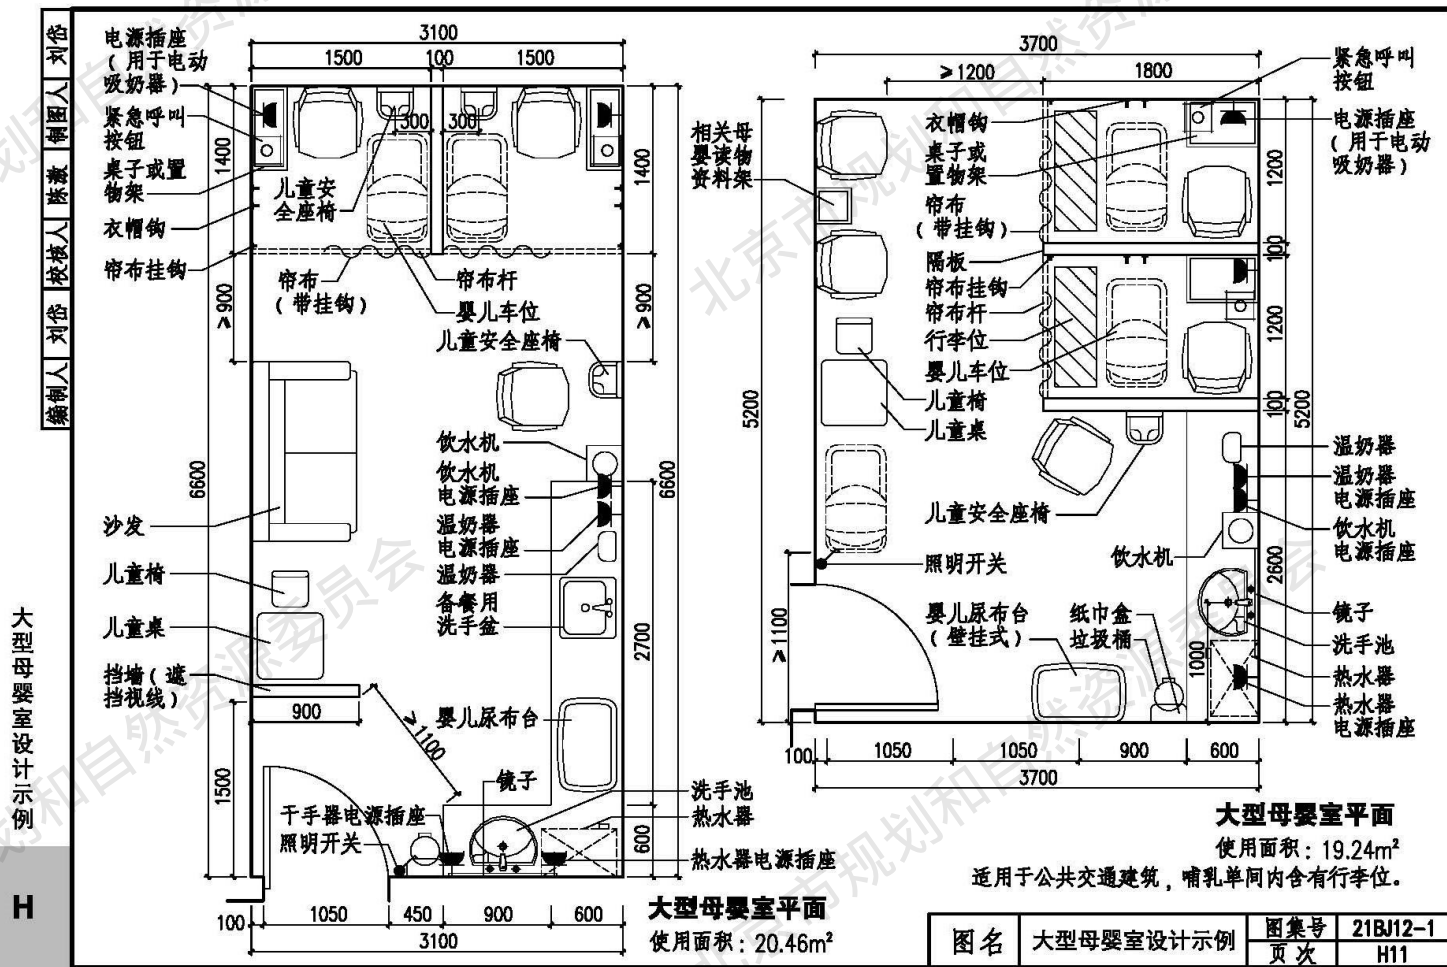 刘岱
制图人
陈激
校核人
刘岱
编制人
大型母婴室设计示例
H
电源插座
（用于电动
吸奶器）
紧急呼叫
按钮
桌子或置
物架
衣帽钩
帘布挂钩
3100
1500
100
1500
300
300
1400
1400
儿童安
全座椅
帘布
（带挂钩）
帘布杆
婴儿车位
儿童安全座椅
≥900
≥900
6600
6600
饮水机
饮水机
电源插座
温奶器
电源插座
温奶器
备餐用
洗手盆
沙发
儿童椅
儿童桌
挡墙（遮
挡视线）
900
≥1100
1500
2700
600
婴儿尿布台
镜子
干手器电源插座
照明开关
洗手池
热水器
热水器电源插座
100
1050
450
900
600
3100
大型母婴室平面
使用面积：20.46m²
3700
≥1200
1800
相关母
婴读物
资料架
衣帽钩
桌子或
置物架
帘布
（带挂钩）
隔板
帘布挂钩
帘布杆
行李位
婴儿车位
儿童椅
儿童桌
紧急呼叫
按钮
电源插座
（用于电动
吸奶器）
1200
100
1200
100
5200
5200
2600
儿童安全座椅
照明开关
饮水机
温奶器
温奶器
电源插座
饮水机
电源插座
镜子
洗手池
热水器
热水器
电源插座
婴儿尿布台
（壁挂式）
纸巾盒
垃圾桶
1000
≥1100
100
1050
1050
900
600
3700
大型母婴室平面
使用面积：19.24m²
适用于公共交通建筑，哺乳单间内含有行李位。
图名
大型母婴室设计示例
图集号
21BJ12-1
页次
H11
北京市规划和自然资源委员会